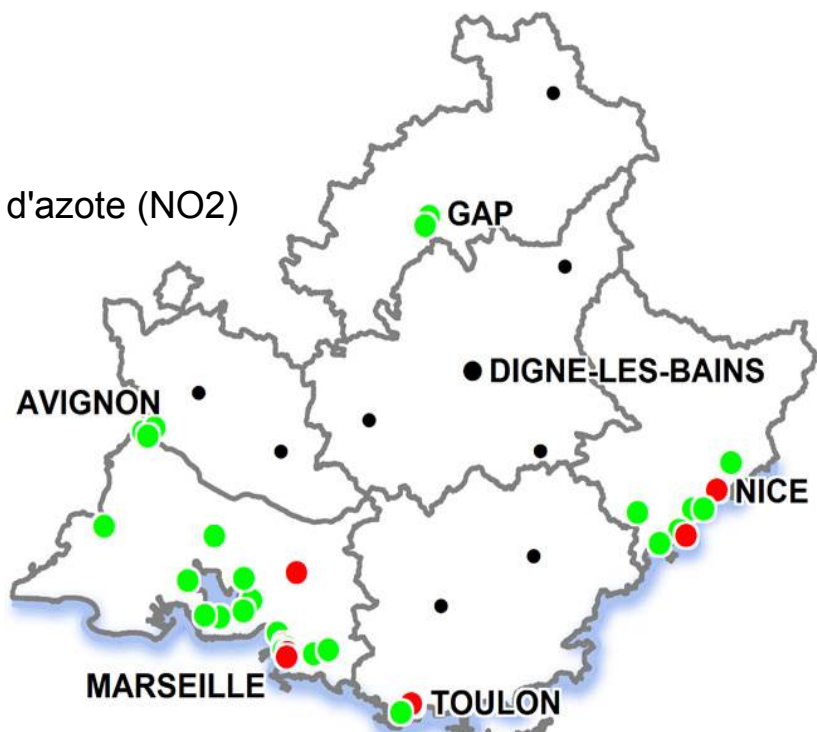 d'azote (NO2)
GAP
DIGNE-LES-BAINS
AVIGNON
NICE
MARSEILLE
TOULON